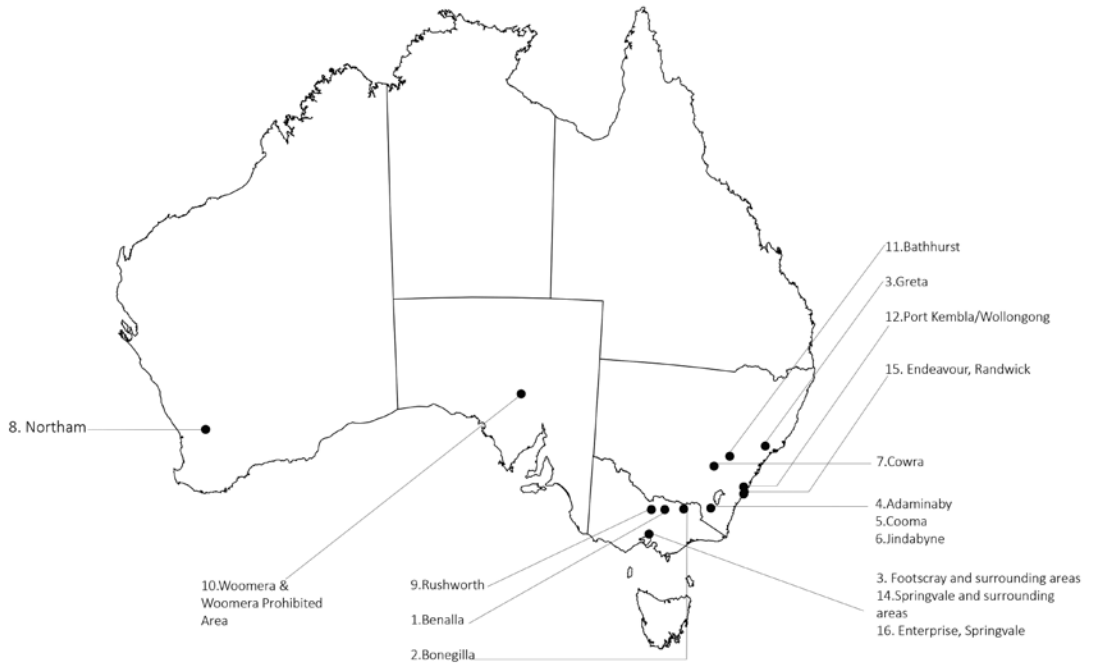 11.Bathhurst
3.Greta
12.Port Kembla/Wollongong
15. Endeavour, Randwick
8. Northam
7.Cowra
4.Adaminaby
5.Cooma
6.Jindabyne
10.Woomera &
Woomera Prohibited
Area
9.Rushworth
1.Benalla
2.Bonegilla
3. Footscray and surrounding areas
14.Springvale and surrounding
areas
16. Enterprise, Springvale